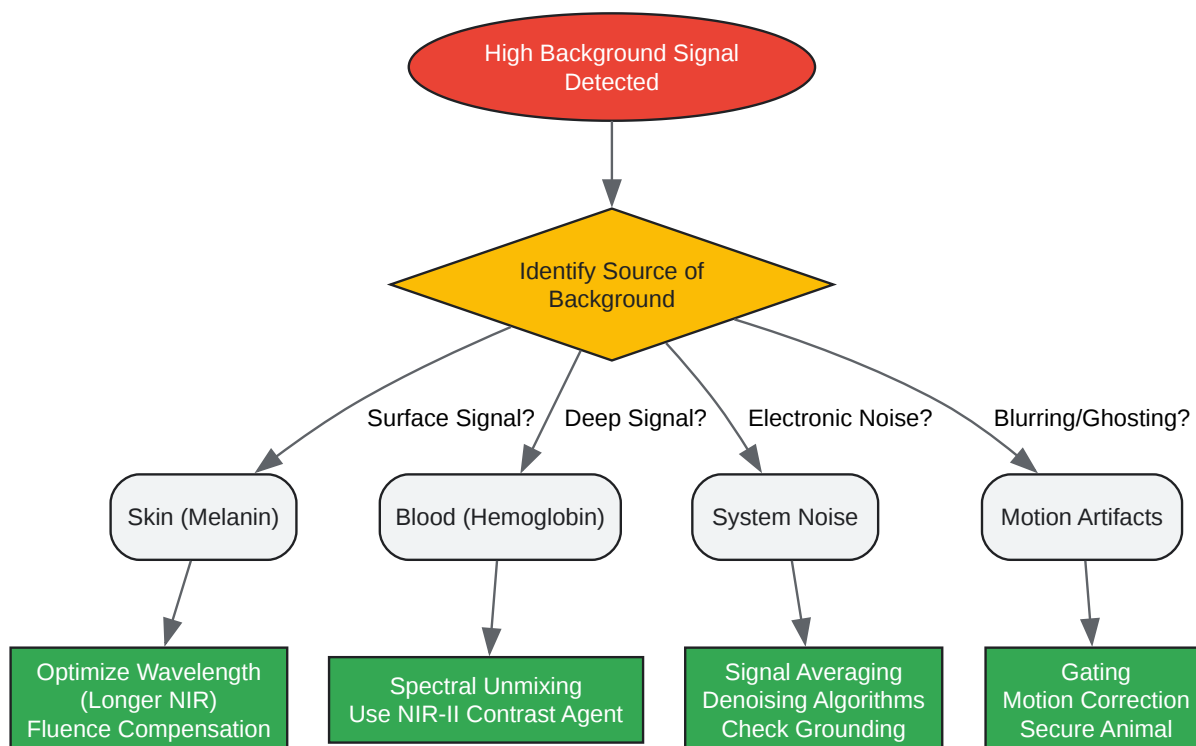 High Background Signal
Detected
Identify Source of
Background
Surface Signal?
Deep Signal?
Electronic Noise?
Blurring/Ghosting?
Skin (Melanin)
Blood (Hemoglobin)
System Noise
Motion Artifacts
Optimize Wavelength
(Longer NIR)
Fluence Compensation
Spectral Unmixing
Use NIR-II Contrast Agent
Signal Averaging
Denoising Algorithms
Check Grounding
Gating
Motion Correction
Secure Animal